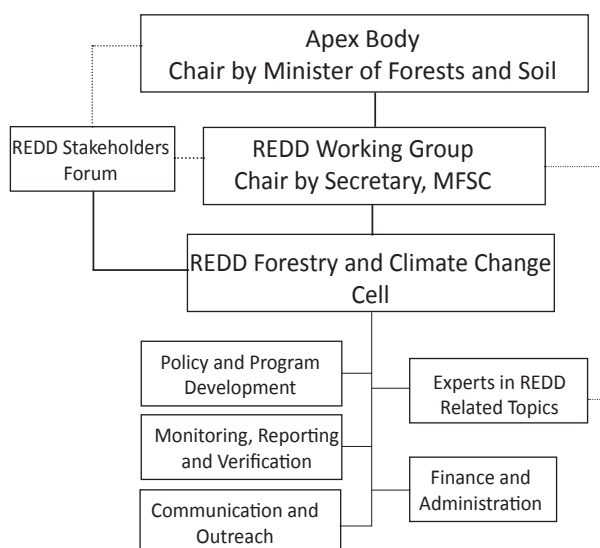 Apex Body
Chair by Minister of Forests and Soil
REDD Stakeholders
Forum
REDD Working Group
Chair by Secretary, MFSC
REDD Forestry and Climate Change
Cell
Policy and Program
Development
Experts in REDD
Related Topics
Monitoring, Reporting
and Verification
Finance and
Administration
Communication and
Outreach